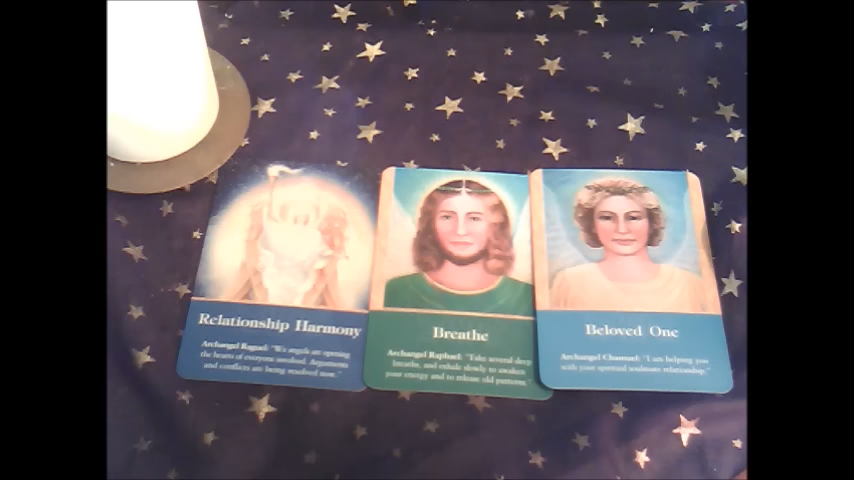 Relationship Harmony
Archangel Raguel: "We angels are opening
the hearts of everyone involved. Arguments
and conflicts are being resolved now."
Breathe
Archangel Raphael: "Take several deep
breaths, and exhale slowly to awaken
your energy and to release old patterns."
Beloved One
Archangel Chamuel: "I am helping you
with your spiritual soulmate relationship."